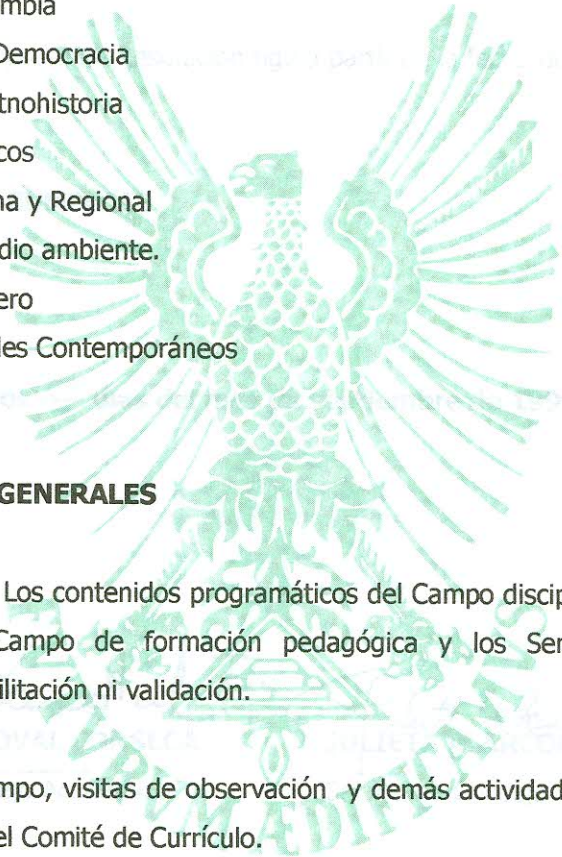 mbia
Democracia
tnohistoria
cos
na y Regional
dio ambiente.
ero
les Contemporáneos
GENERALES
Los contenidos programáticos del Campo discip
Campo de formación pedagógica y los Ser
ilitación ni validación.
mpo, visitas de observación y demás actividad
el Comité de Currículo.
ÆDIFICAMVS